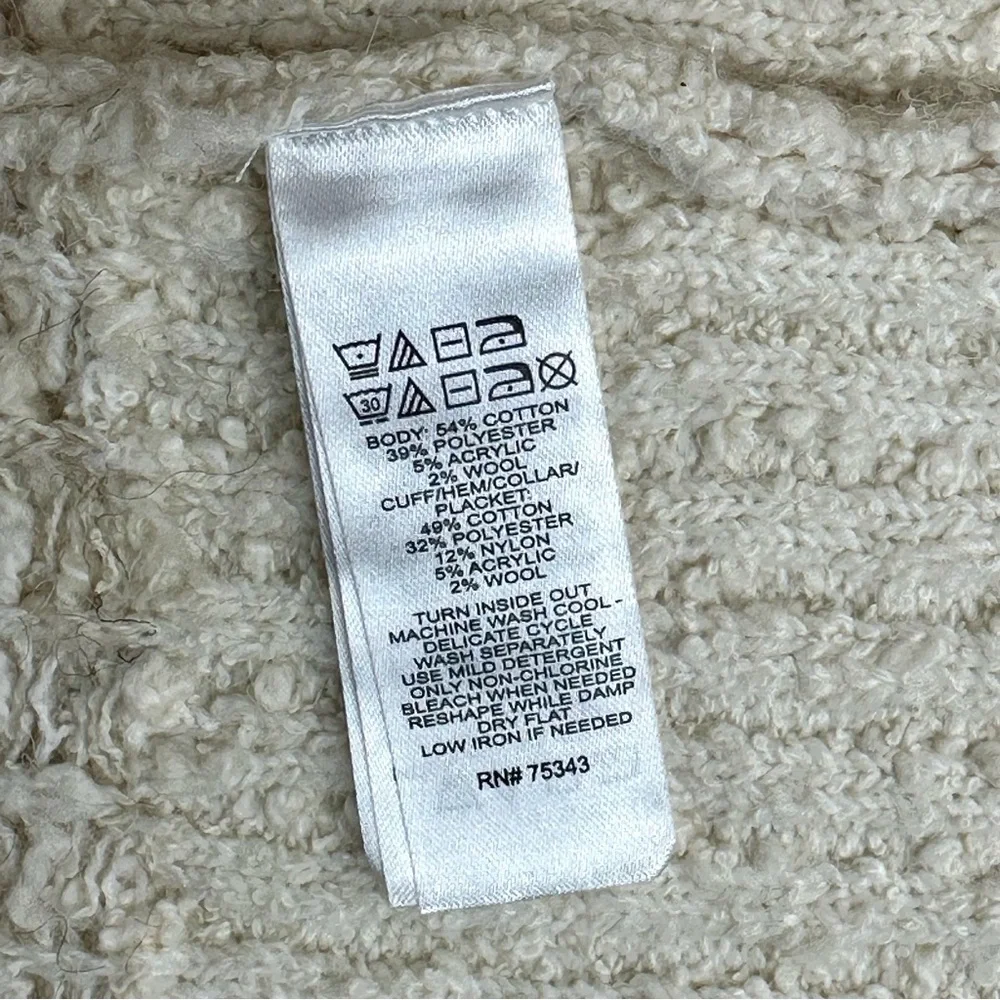 30
BODY: 54% COTTON
39% POLYESTER
5% ACRYLIC
2% WOOL
CUFF/HEM/COLLAR/
PLACKET:
49% COTTON
32% POLYESTER
12% NYLON
5% ACRYLIC
2% WOOL
TURN INSIDE OUT
MACHINE WASH COOL -
DELICATE CYCLE
WASH SEPARATELY
USE MILD DETERGENT
ONLY NON-CHLORINE
BLEACH WHEN NEEDED
RESHAPE WHILE DAMP
DRY FLAT
LOW IRON IF NEEDED
RN# 75343